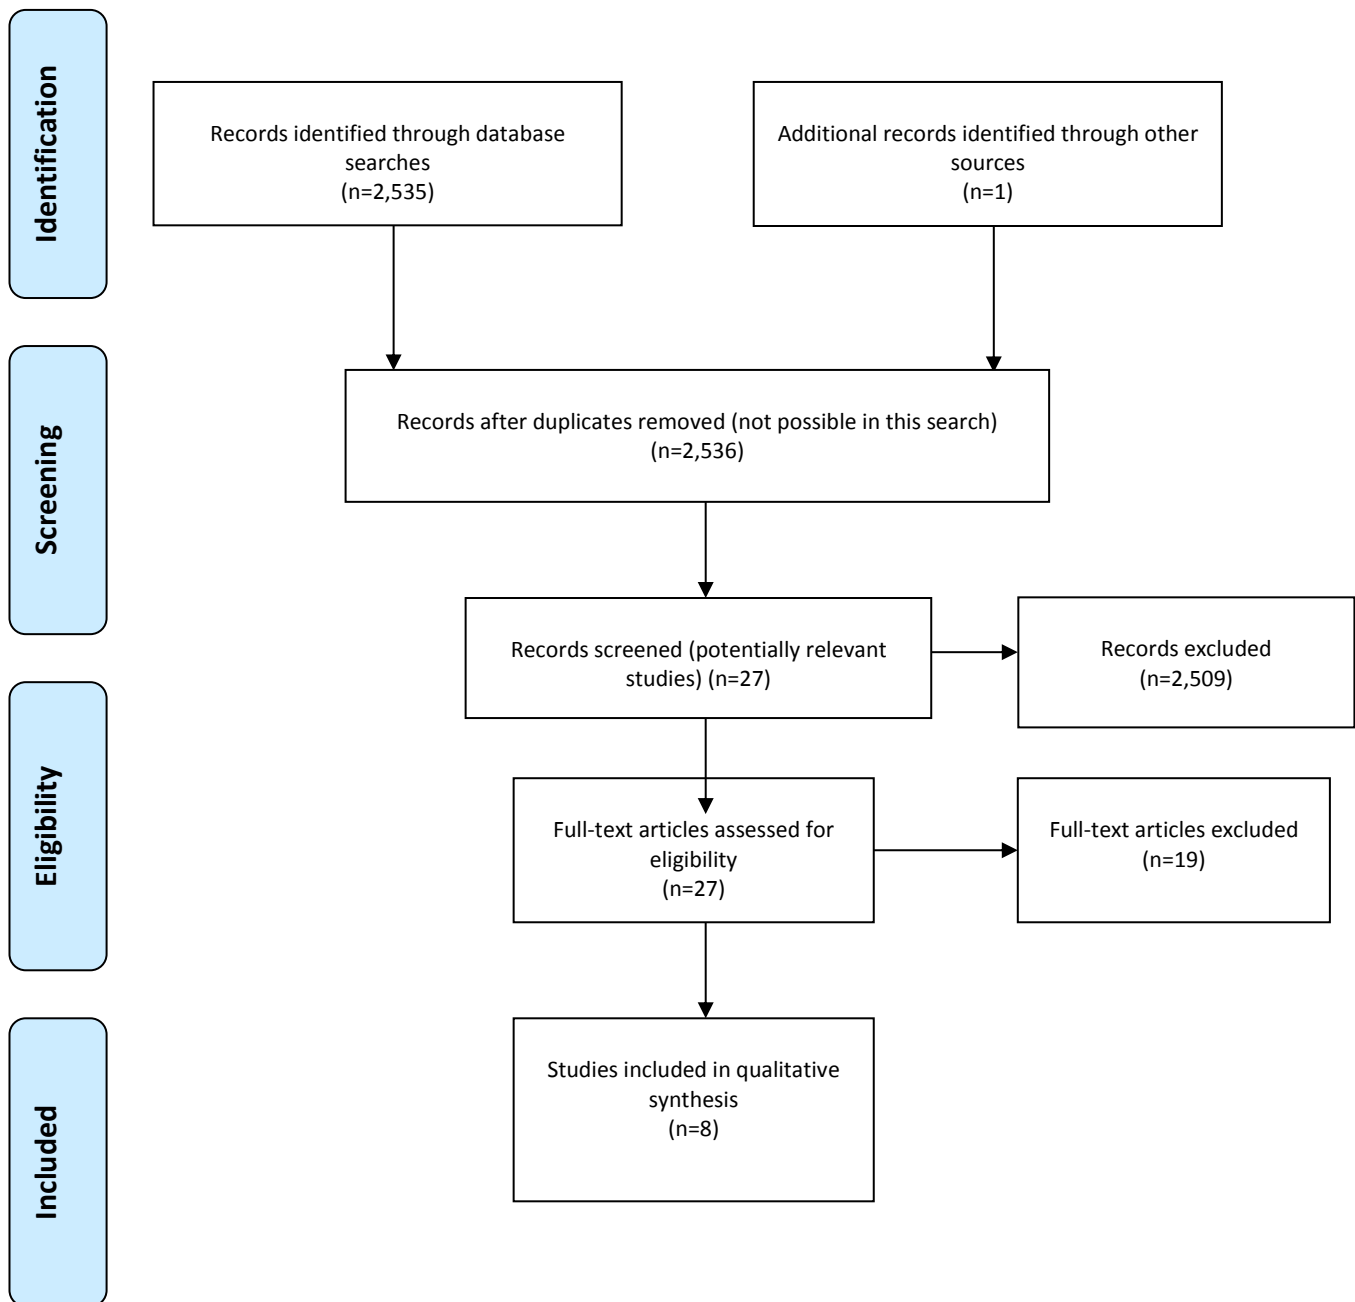 Identification
Records identified through database
searches
(n=2,535)
Additional records identified through other
sources
(n=1)
Screening
Records after duplicates removed (not possible in this search)
(n=2,536)
Records screened (potentially relevant
studies) (n=27)
Records excluded
(n=2,509)
Eligibility
Full-text articles assessed for
eligibility
(n=27)
Full-text articles excluded
(n=19)
Included
Studies included in qualitative
synthesis
(n=8)